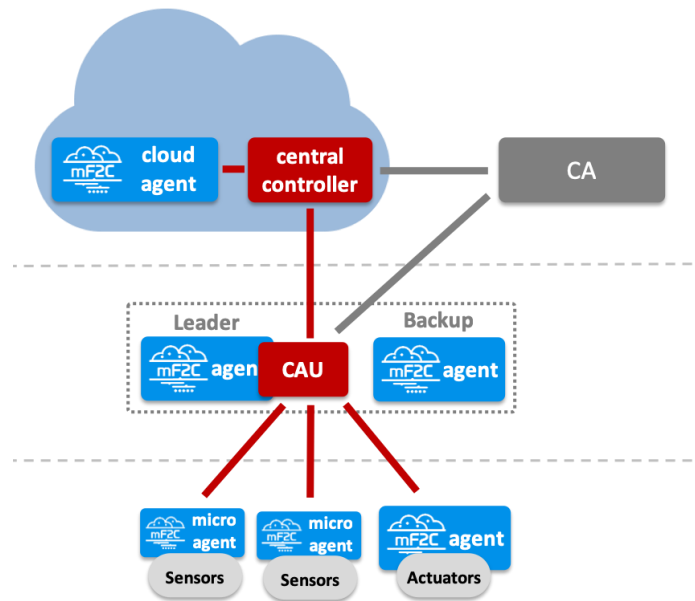 mF2C
cloud
agent
central
controller
CA
Leader
Backup
mF2C
agen
CAU
mF2C
agent
mF2C
micro
agent
Sensors
mF2C
micro
agent
Sensors
mF2C
agent
Actuators